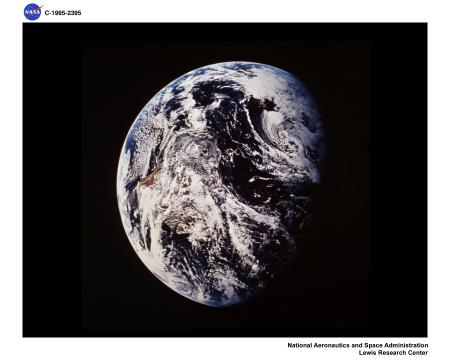 NASA
C-1995-2395
National Aeronautics and Space Administration
Lewis Research Center